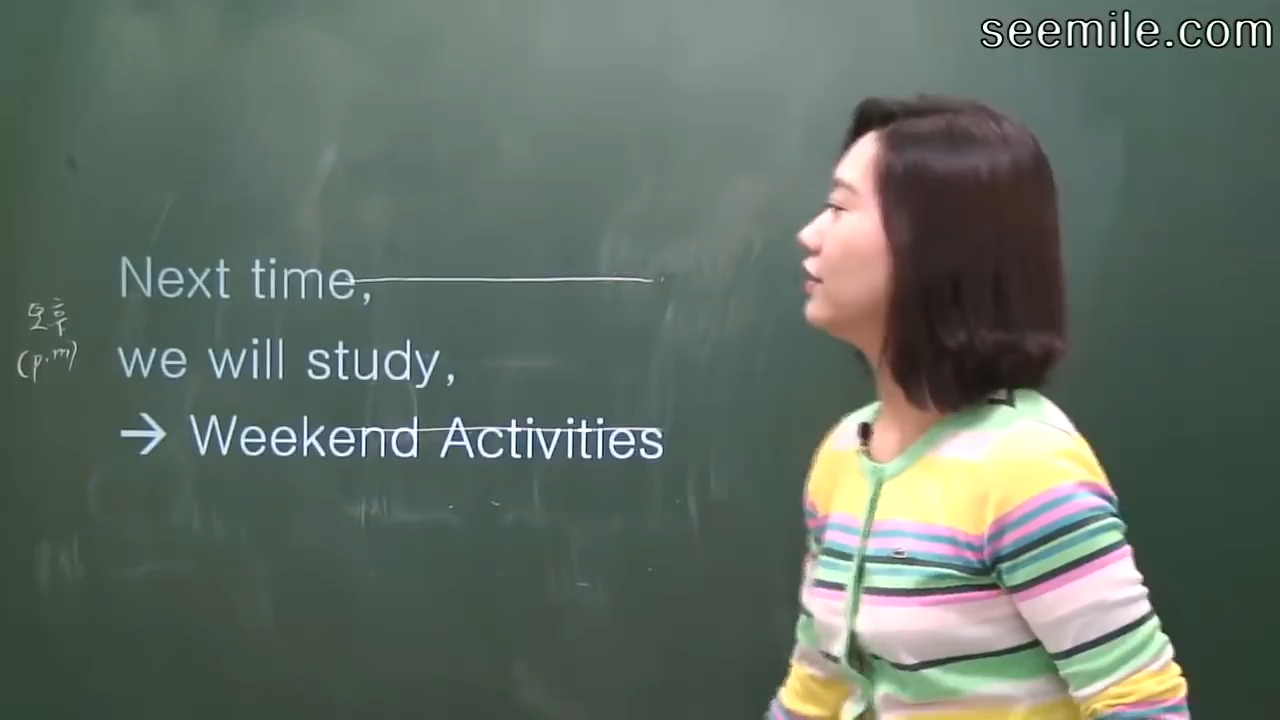 seemile.com
Next time,
오후
(p.m)
we will study,
→ Weekend Activities